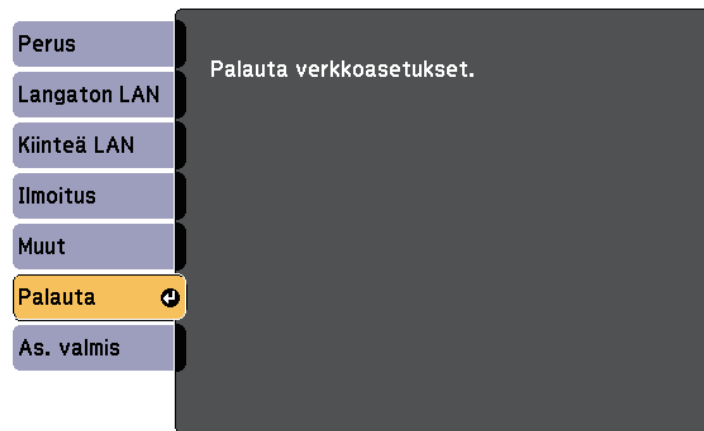 Perus
Langaton LAN
Kiinteä LAN
Ilmoitus
Muut
Palauta
As. valmis
Palauta verkkoasetukset.